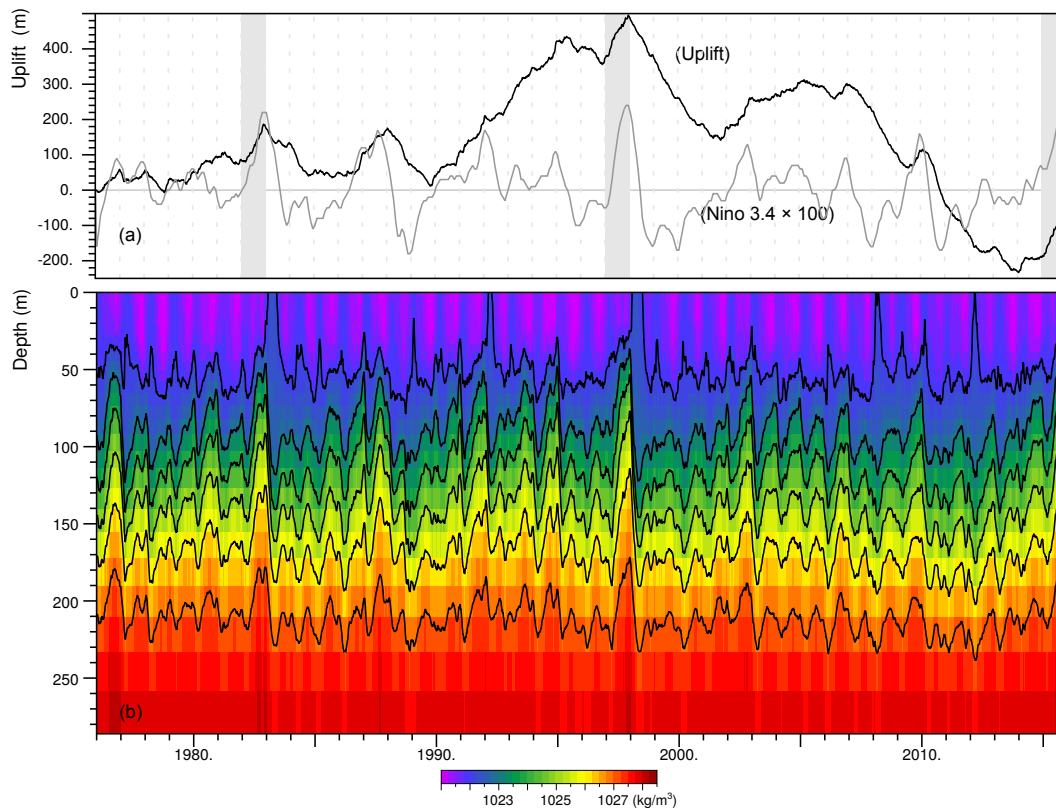 Uplift (m)
400.
300.
200.
100.
0.
-100.
-200.
(Uplift)
(Nino 3.4 × 100)
(a)
Depth (m)
0
50
100
150
200
250
(b)
1980. 1990. 2000. 2010.
1023 1025 1027 (kg/m³)